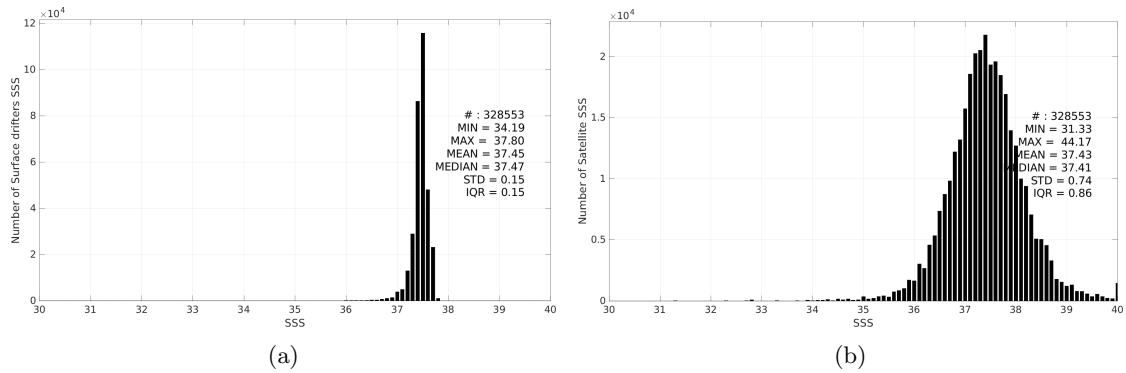 ×10⁴
12
10
8
6
4
2
0
Number of Surface drifters SSS
# : 328553
MIN = 34.19
MAX = 37.80
MEAN = 37.45
MEDIAN = 37.47
STD = 0.15
IQR = 0.15
30 31 32 33 34 35 36 37 38 39 40
SSS
(a)
×10⁴
2
1.5
1
0.5
0
Number of Satellite SSS
# : 328553
MIN = 31.33
MAX = 44.17
MEAN = 37.43
MEDIAN = 37.41
STD = 0.74
IQR = 0.86
30 31 32 33 34 35 36 37 38 39 40
SSS
(b)